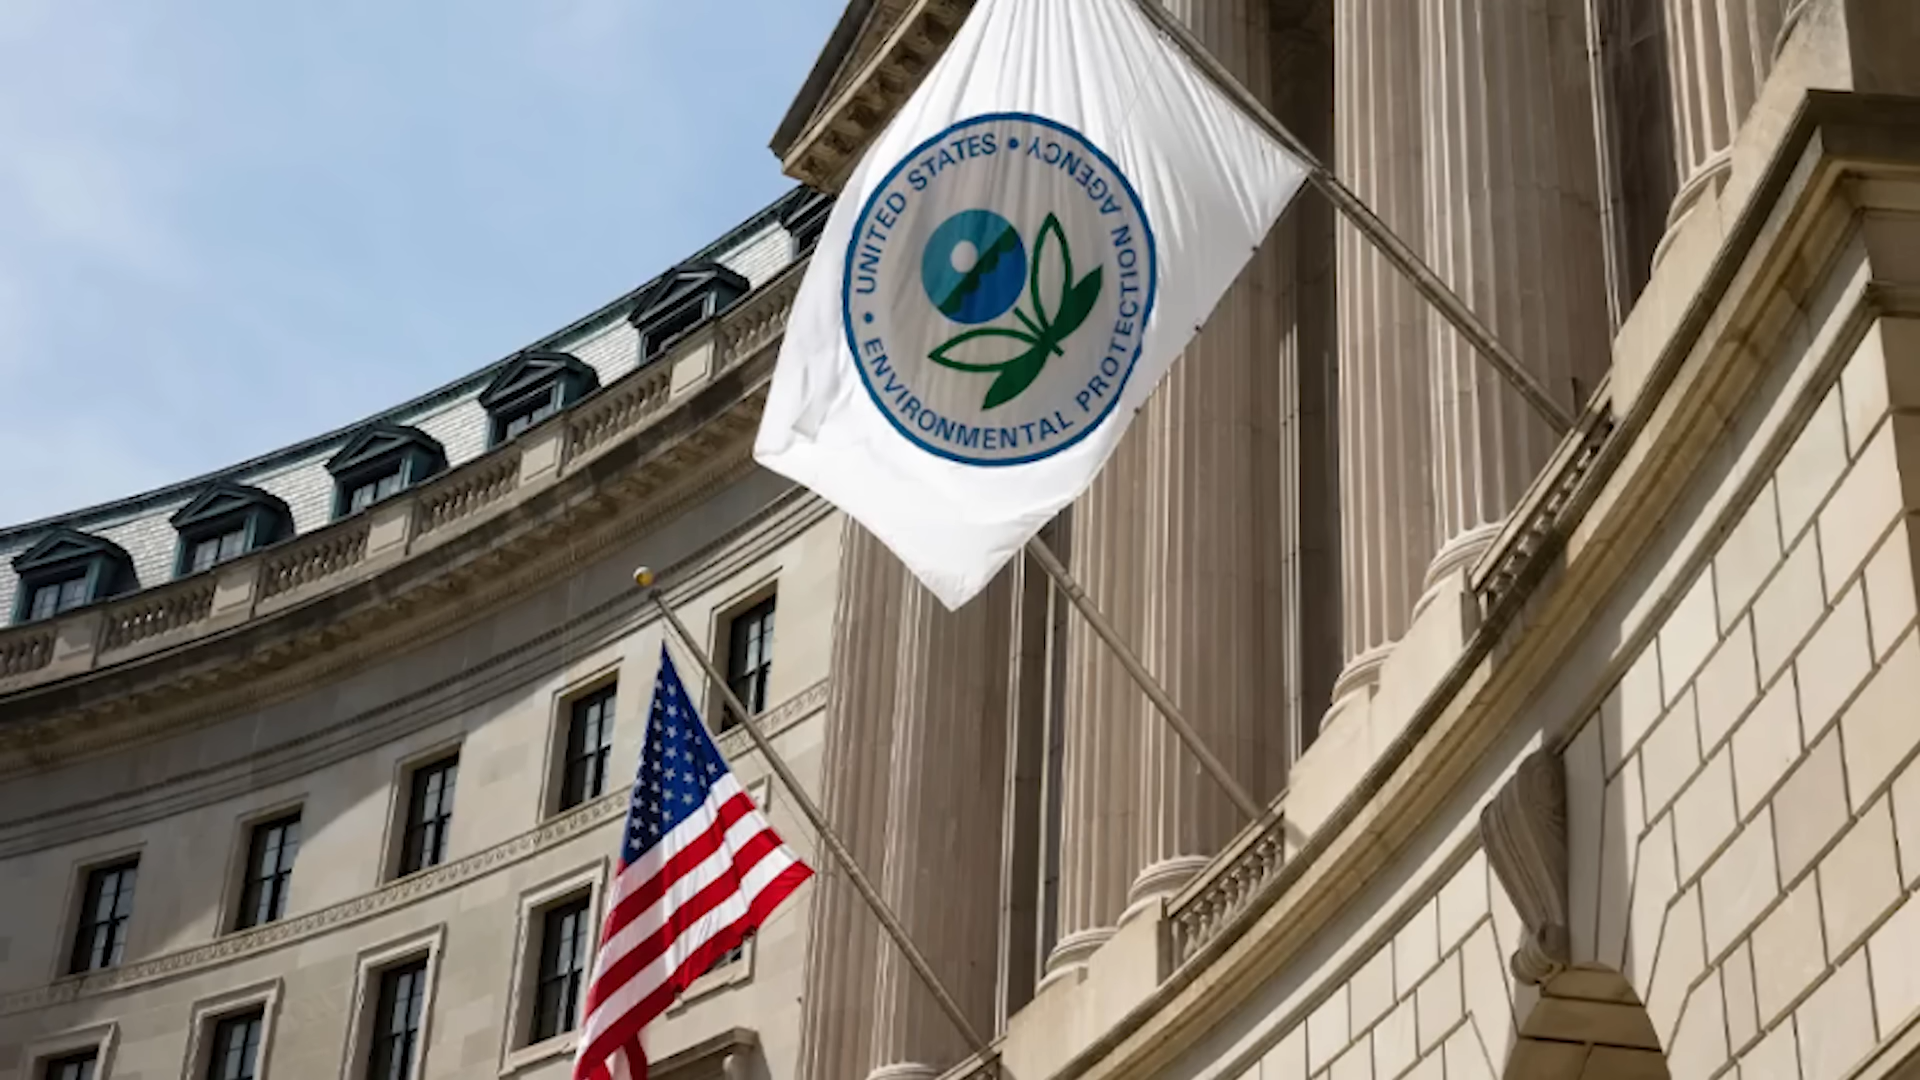 • UNITED STATES •
ENVIRONMENTAL PROTECTION AGENCY